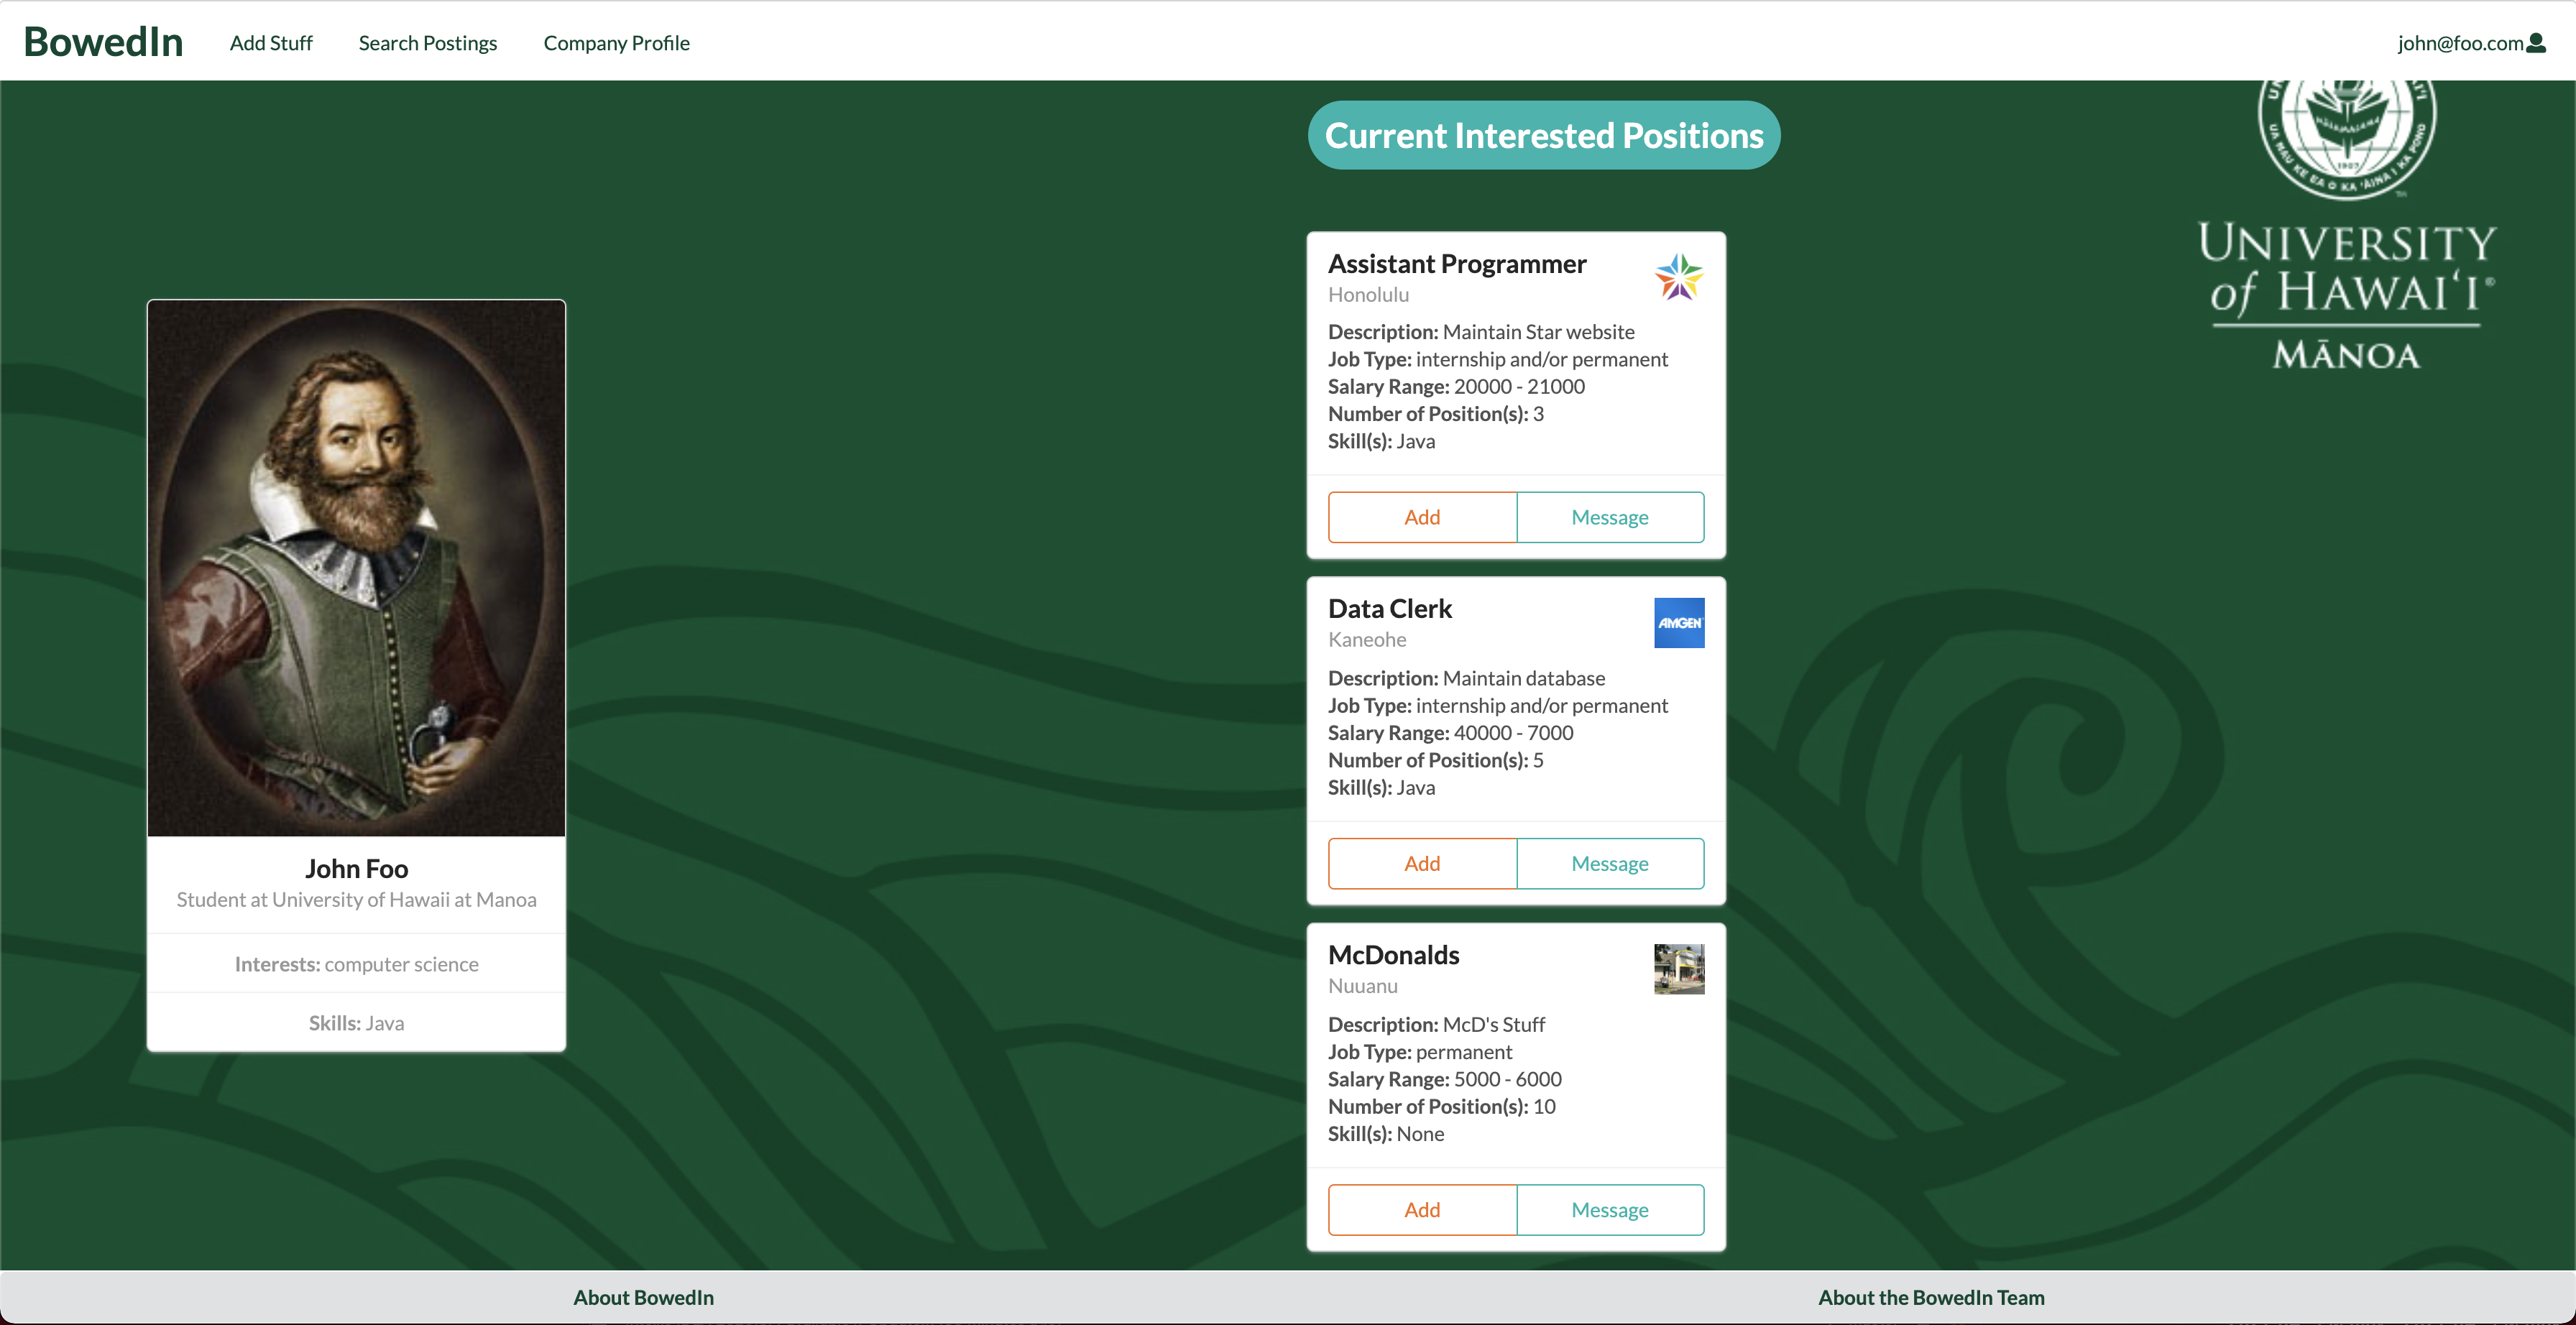 BowedIn
Add Stuff
Search Postings
Company Profile
john@foo.com
Current Interested Positions
1907
UNIVERSITY
of HAWAIʻI®
MĀNOA
John Foo
Student at University of Hawaii at Manoa
Interests: computer science
Skills: Java
Assistant Programmer
Honolulu
Description: Maintain Star website
Job Type: internship and/or permanent
Salary Range: 20000 - 21000
Number of Position(s): 3
Skill(s): Java
Add
Message
Data Clerk
AMGEN
Kaneohe
Description: Maintain database
Job Type: internship and/or permanent
Salary Range: 40000 - 7000
Number of Position(s): 5
Skill(s): Java
Add
Message
McDonalds
Nuuanu
Description: McD's Stuff
Job Type: permanent
Salary Range: 5000 - 6000
Number of Position(s): 10
Skill(s): None
Add
Message
About BowedIn
About the BowedIn Team